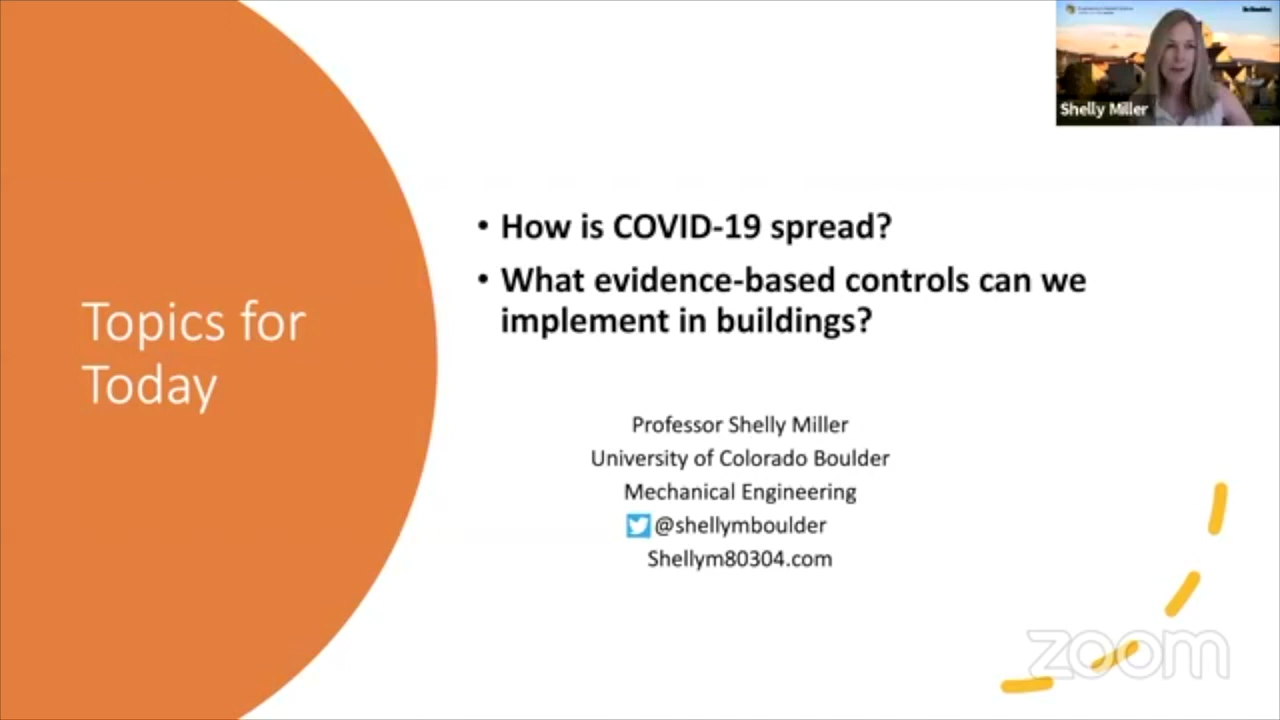 Shelly Miller
• How is COVID-19 spread?
• What evidence-based controls can we
implement in buildings?
Topics for
Today
Professor Shelly Miller
University of Colorado Boulder
Mechanical Engineering
@shellymboulder
Shellym80304.com
zoom